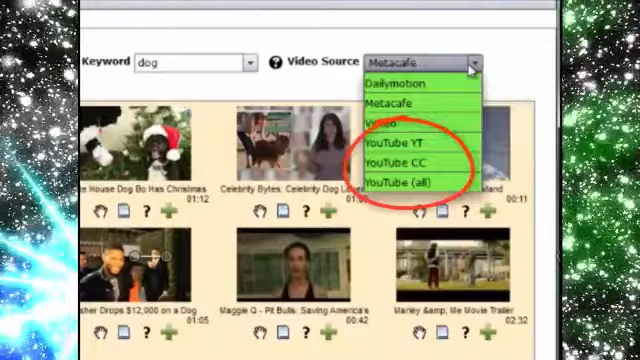 Keyword dog ? Video Source Metacafe
Dailymotion
Metacafe
YouTube YT
YouTube CC
YouTube (all)
te House Dog Bo Has Christmas
01:12
Celebrity Bytes: Celebrity Dog
00:11
?
?
sher Drops $12,000 on a Dog
01:05
Maggie Q - Pit Bulls: Saving America's
00:42
Marley &amp, Me Movie Trailer
02:32
?
?
?